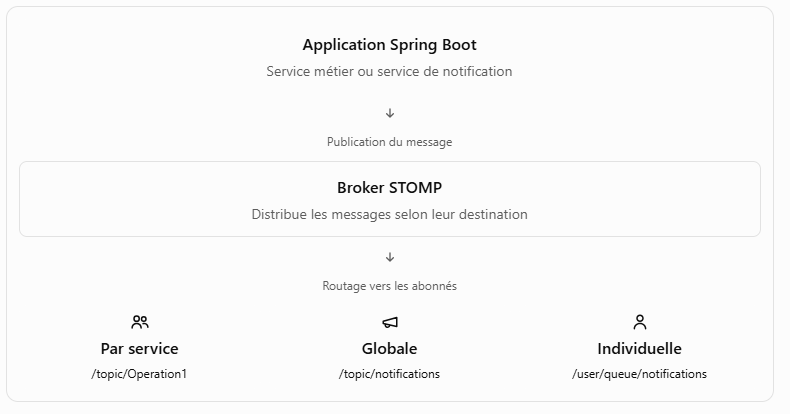 Application Spring Boot
Service métier ou service de notification
Publication du message
Broker STOMP
Distribue les messages selon leur destination
Routage vers les abonnés
Par service
Globale
Individuelle
/topic/Operation1
/topic/notifications
/user/queue/notifications